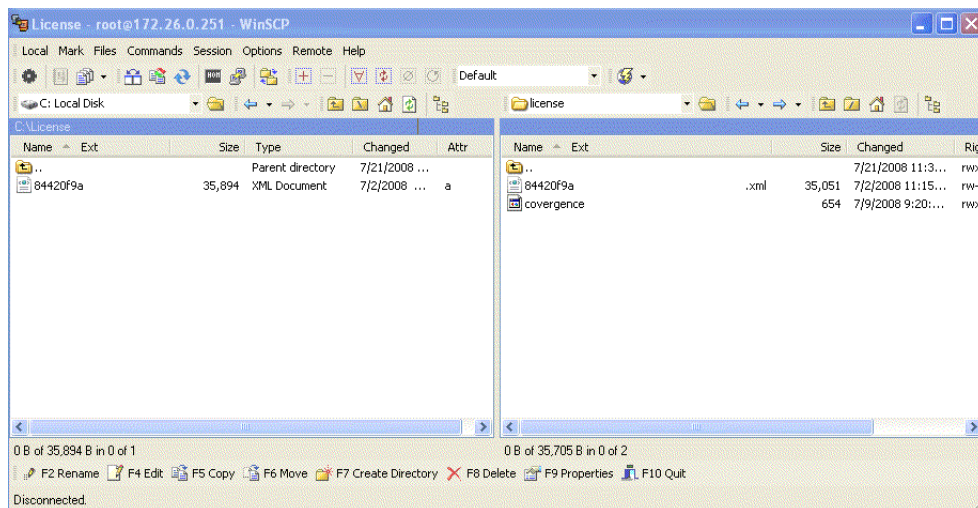 License - root@172.26.0.251 - WinSCP
Local Mark Files Commands Session Options Remote Help
Default
C: Local Disk license
C:\License
Name Ext Size Type Changed Attr Name Ext Size Changed Rig
.. Parent directory 7/21/2008 ... .. 7/21/2008 11:3... rwx
84420f9a 35,894 XML Document 7/2/2008 ... a 84420f9a .xml 35,051 7/2/2008 11:15... rw-
covergence 654 7/9/2008 9:20:... rwx
0 B of 35,894 B in 0 of 1 0 B of 35,705 B in 0 of 2
F2 Rename F4 Edit F5 Copy F6 Move F7 Create Directory F8 Delete F9 Properties F10 Quit
Disconnected.